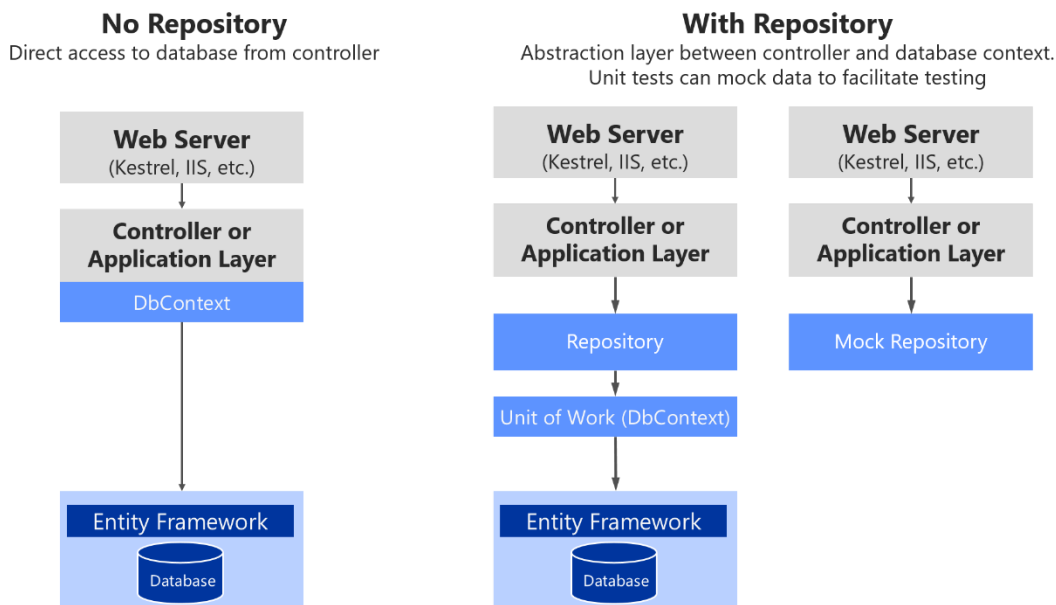 No Repository
Direct access to database from controller
Web Server
(Kestrel, IIS, etc.)
Controller or
Application Layer
DbContext
Entity Framework
Database
With Repository
Abstraction layer between controller and database context.
Unit tests can mock data to facilitate testing
Web Server
(Kestrel, IIS, etc.)
Controller or
Application Layer
Repository
Unit of Work (DbContext)
Entity Framework
Database
Web Server
(Kestrel, IIS, etc.)
Controller or
Application Layer
Mock Repository